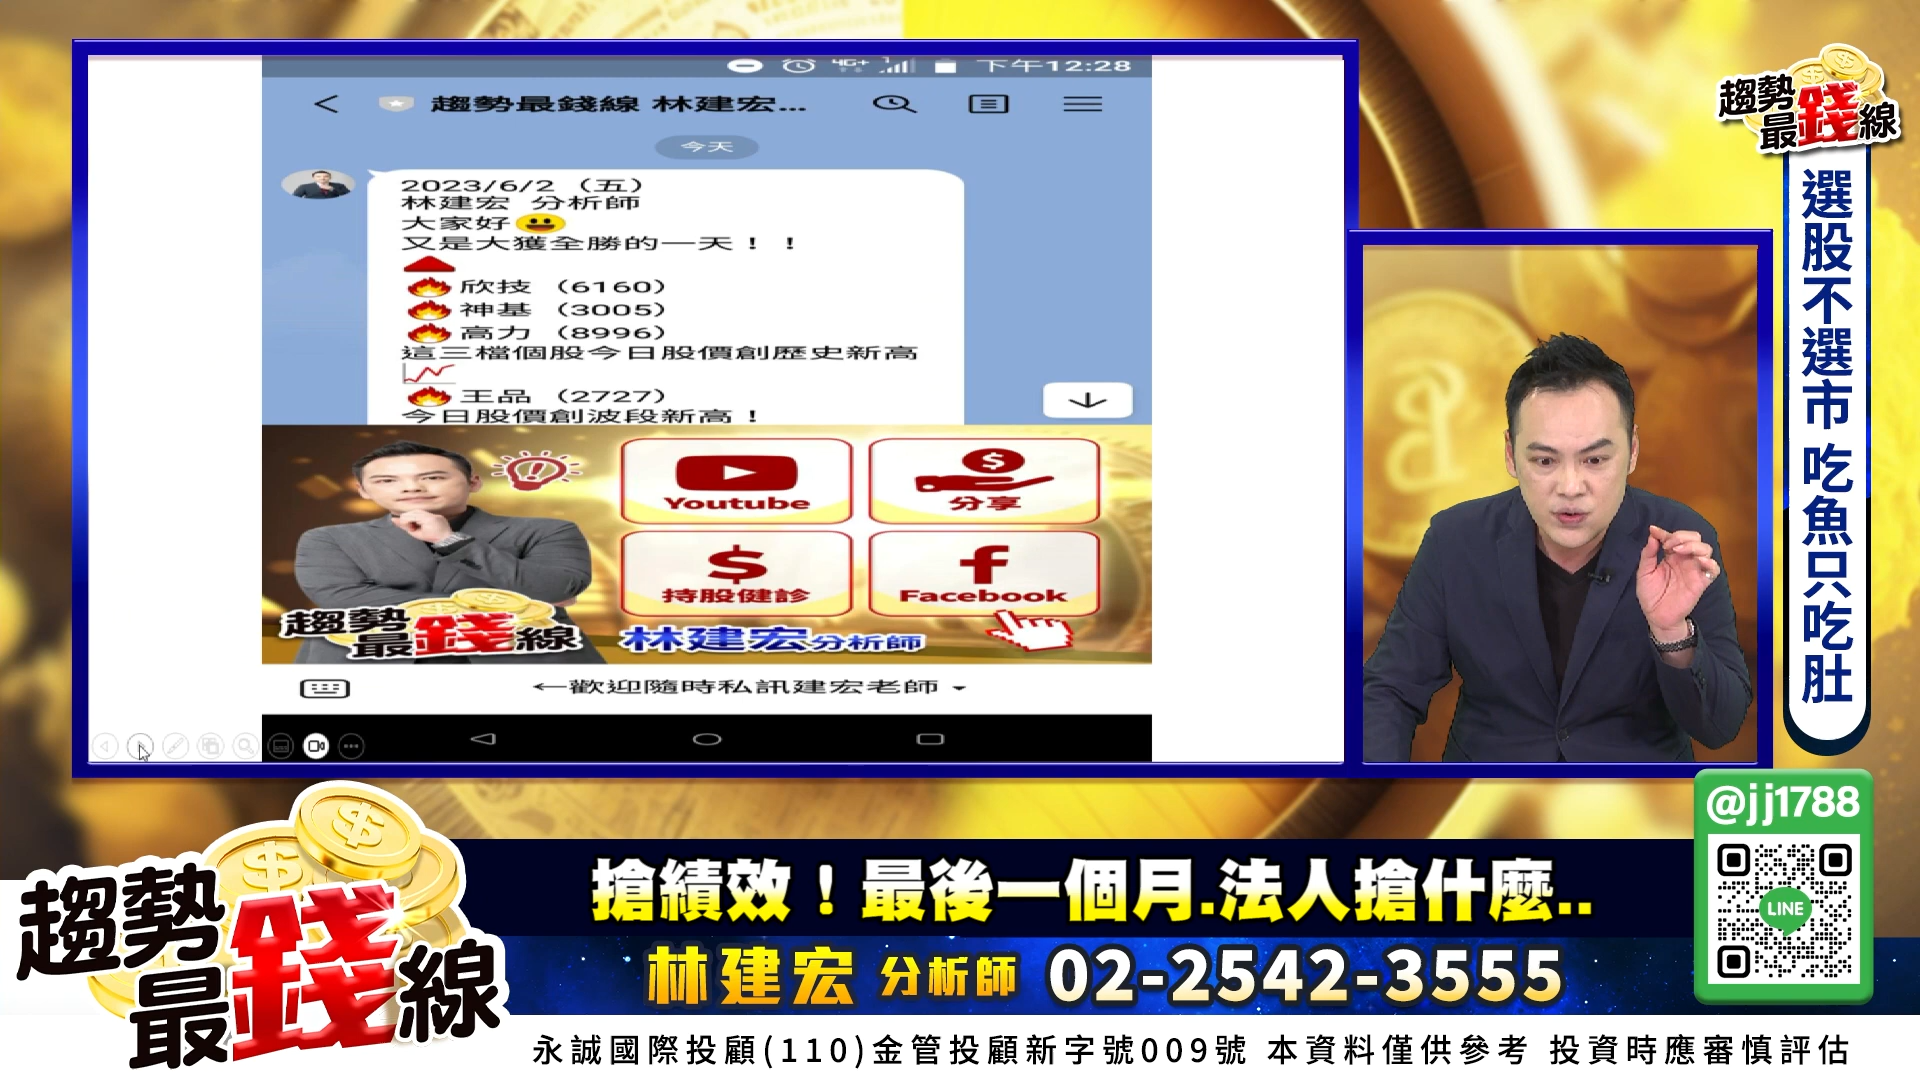 下午12:28
趨勢最錢線 林建宏...
今天
2023/6/2 (五)
林建宏 分析師
大家好
又是大獲全勝的一天！！
欣技 (6160)
神基 (3005)
高力 (8996)
這三檔個股今日股價創歷史新高
王品 (2727)
今日股價創波段新高！
Youtube
分享
持股健診
Facebook
趨勢
最錢線
林建宏分析師
←歡迎隨時私訊建宏老師
趨勢
最錢線
選股不選市 吃魚只吃肚
@jj1788
LINE
趨勢
最錢線
搶績效！最後一個月.法人搶什麼..
林建宏 分析師 02-2542-3555
永誠國際投顧(110)金管投顧新字號009號 本資料僅供參考 投資時應審慎評估